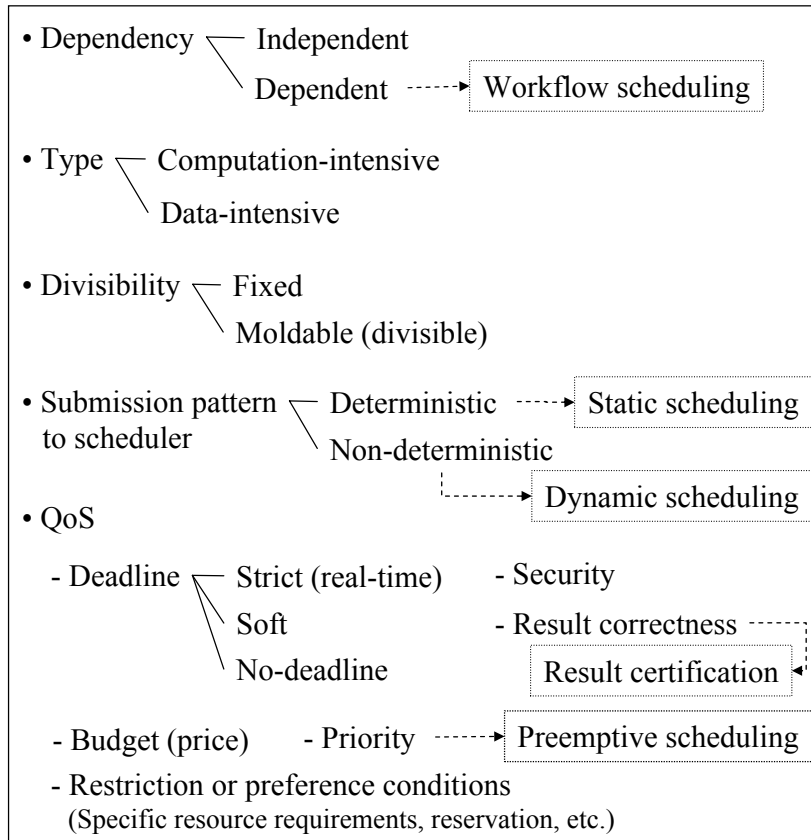 • Dependency
Independent
Dependent
Workflow scheduling
• Type
Computation-intensive
Data-intensive
• Divisibility
Fixed
Moldable (divisible)
• Submission pattern
to scheduler
Deterministic
Static scheduling
Non-deterministic
Dynamic scheduling
• QoS
- Deadline
Strict (real-time)
Soft
No-deadline
- Security
- Result correctness
Result certification
- Budget (price)
- Priority
Preemptive scheduling
- Restriction or preference conditions
(Specific resource requirements, reservation, etc.)